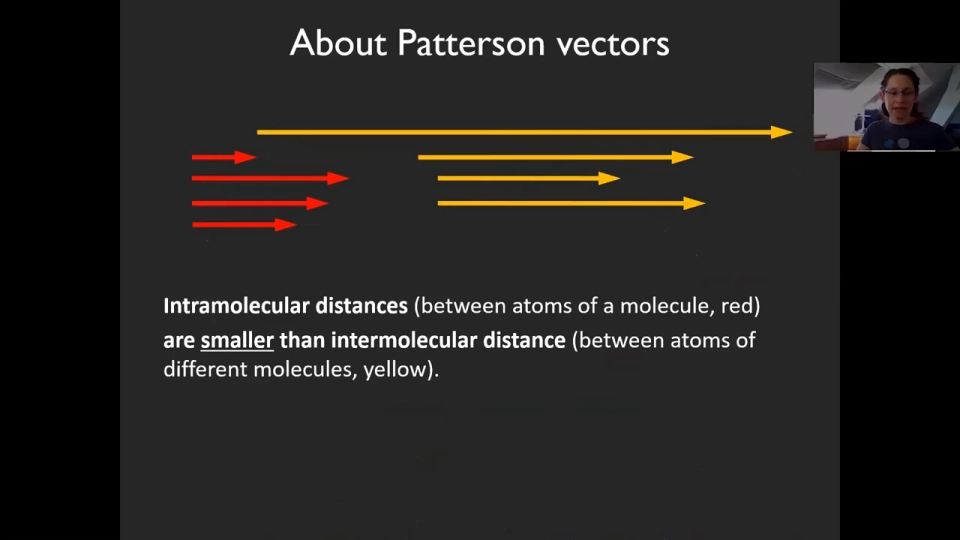 About Patterson vectors
Intramolecular distances (between atoms of a molecule, red)
are smaller than intermolecular distance (between atoms of
different molecules, yellow).